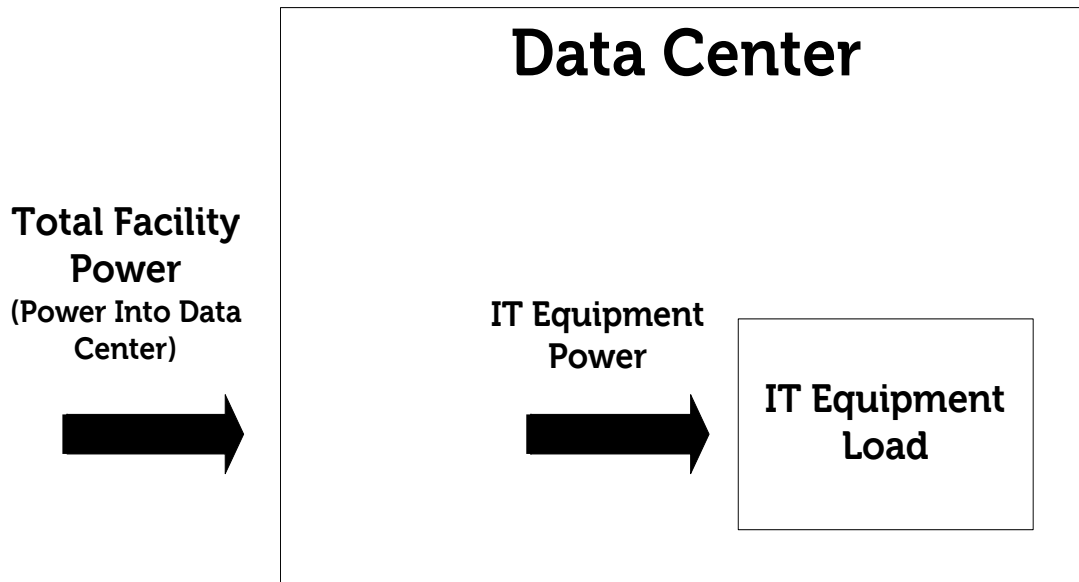 Data Center
Total Facility
Power
(Power Into Data
Center)
IT Equipment
Power
IT Equipment
Load